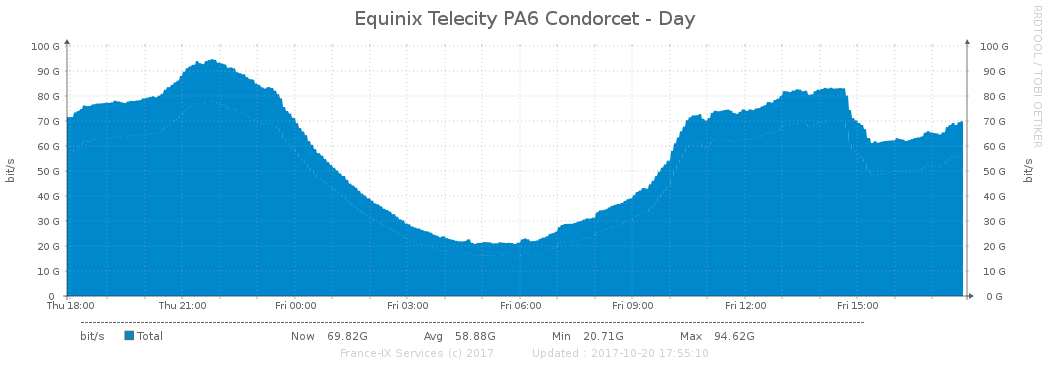 Equinix Telecity PA6 Condorcet - Day
RRDTOOL / TOBI OETIKER
bit/s
100 G
90 G
80 G
70 G
60 G
50 G
40 G
30 G
20 G
10 G
0
100 G
90 G
80 G
70 G
60 G
50 G
40 G
30 G
20 G
10 G
0 G
bit/s
Thu 18:00 Thu 21:00 Fri 00:00 Fri 03:00 Fri 06:00 Fri 09:00 Fri 12:00 Fri 15:00
bit/s Total Now 69.82G Avg 58.88G Min 20.71G Max 94.62G
France-IX Services (c) 2017 Updated : 2017-10-20 17:55:10